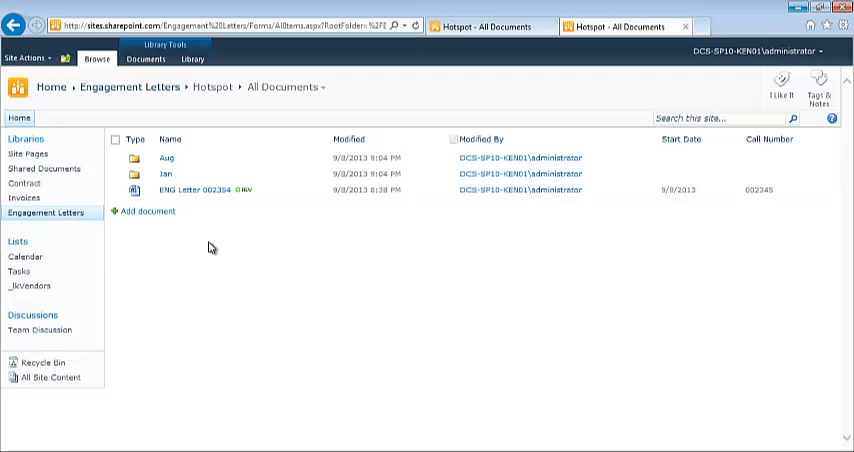 http://sites.sharepoint.com/Engagement%20Letters/Forms/AllItems.aspx?RootFolder=%2FE
Hotspot - All Documents
Hotspot - All Documents
Library Tools
Site Actions
Browse
Documents
Library
DCS-SP10-KEN01\administrator
Home
Engagement Letters
Hotspot
All Documents
I Like It
Tags & Notes
Home
Search this site...
Libraries
Site Pages
Shared Documents
Contract
Invoices
Engagement Letters
Lists
Calendar
Tasks
_lkVendors
Discussions
Team Discussion
Recycle Bin
All Site Content
Type Name Modified Modified By Start Date Call Number
Aug 9/8/2013 9:04 PM DCS-SP10-KEN01\administrator
Jan 9/8/2013 9:04 PM DCS-SP10-KEN01\administrator
ENG Letter 002354 NEW 9/8/2013 8:38 PM DCS-SP10-KEN01\administrator 9/8/2013 002345
Add document